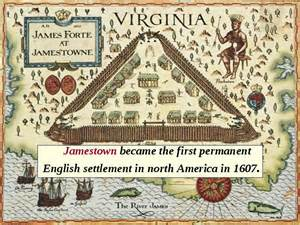 VIRGINIA
JAMES FORTE
AT
JAMESTOWNE
Jamestown became the first permanent
English settlement in north America in 1607.
The River James